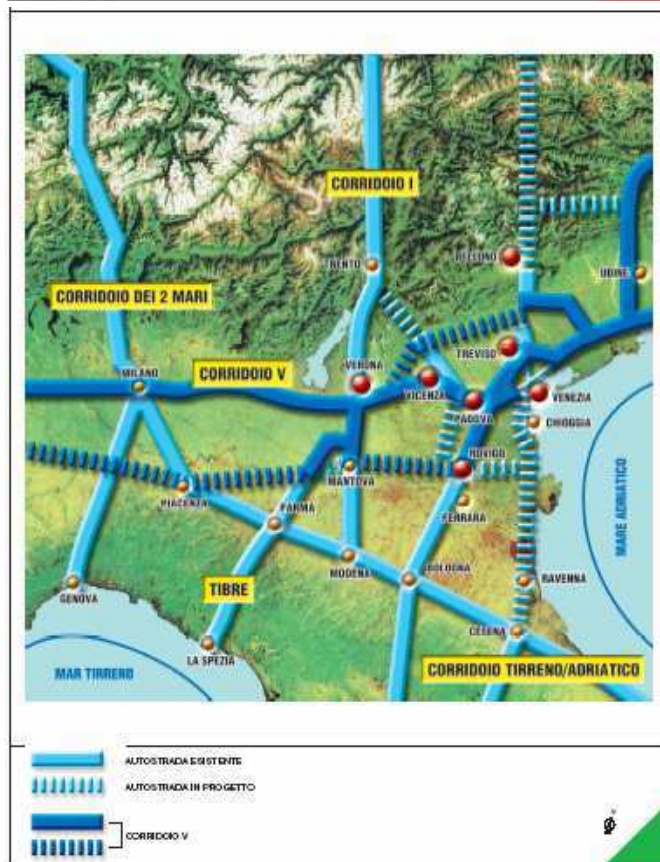 CORRIDOIO I
TRENTO
BELLUNO
UDINE
CORRIDOIO DEI 2 MARI
TREVISO
VERONA
MILANO
CORRIDOIO V
VICENZA
VENEZIA
PADOVA
CHIOGGIA
ROVIGO
MANTOVA
PIACENZA
FERRARA
PARMA
MARE ADRIATICO
MODENA
BOLOGNA
RAVENNA
GENOVA
TIBRE
CESENA
LA SPEZIA
CORRIDOIO TIRRENO/ADRIATICO
MAR TIRRENO
AUTOSTRADA ESISTENTE
AUTOSTRADA IN PROGETTO
CORRIDOIO V